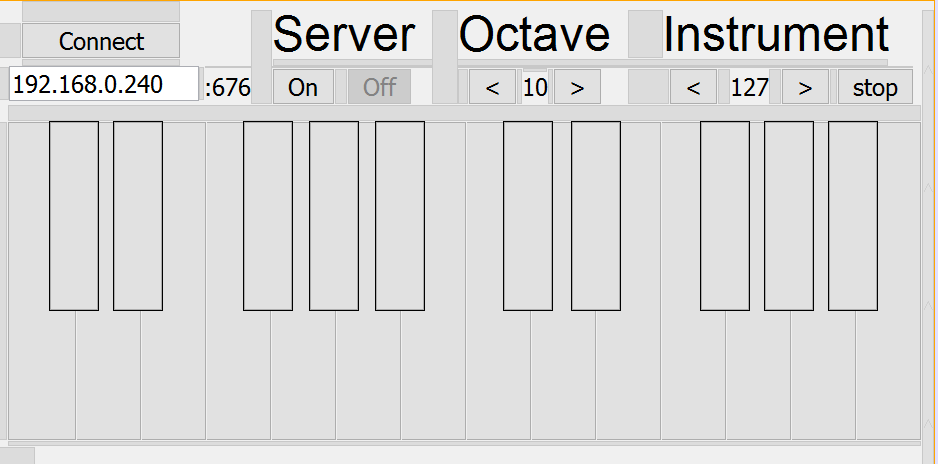 Connect
Server Octave Instrument
192.168.0.240 :676 On Off < 10 > < 127 > stop